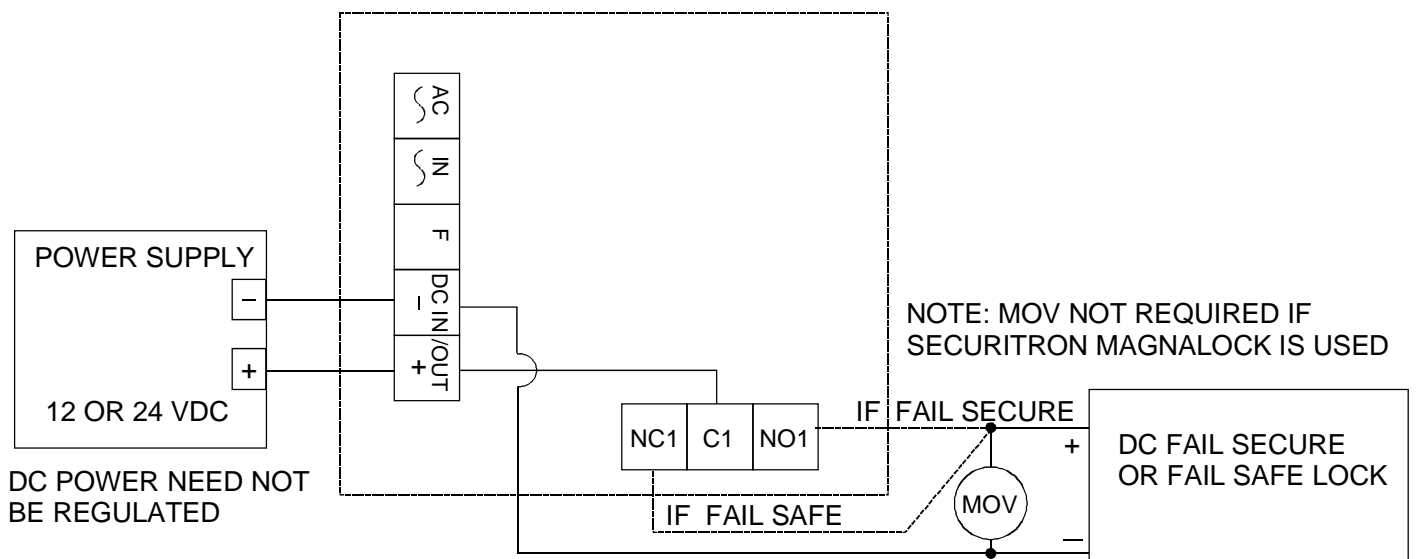 AC
IN
F
DC IN/OUT
−
+
POWER SUPPLY
−
+
12 OR 24 VDC
DC POWER NEED NOT
BE REGULATED
NC1
C1
NO1
IF FAIL SECURE
IF FAIL SAFE
NOTE: MOV NOT REQUIRED IF
SECURITRON MAGNALOCK IS USED
MOV
+
−
DC FAIL SECURE
OR FAIL SAFE LOCK